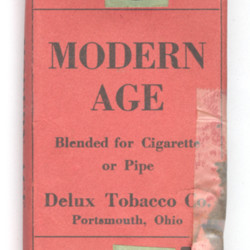 MODERN
AGE
Blended for Cigarette
or Pipe
Delux Tobacco Co.
Portsmouth, Ohio